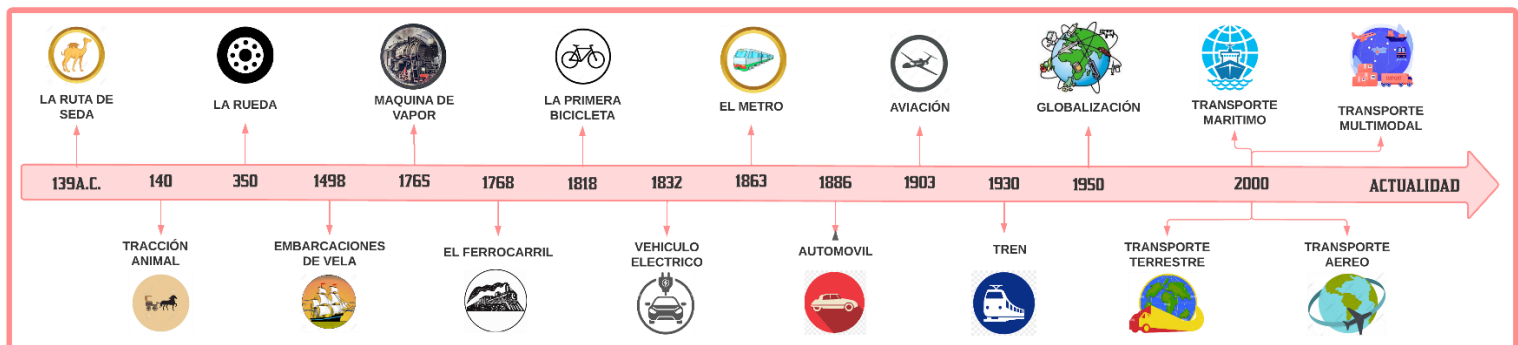 LA RUTA DE
SEDA
LA RUEDA
MAQUINA DE
VAPOR
LA PRIMERA
BICICLETA
EL METRO
AVIACIÓN
GLOBALIZACIÓN
TRANSPORTE
MARITIMO
TRANSPORTE
MULTIMODAL
139A.C. 140 350 1498 1765 1768 1818 1832 1863 1886 1903 1930 1950 2000 ACTUALIDAD
TRACCIÓN
ANIMAL
EMBARCACIONES
DE VELA
EL FERROCARRIL
VEHICULO
ELECTRICO
AUTOMOVIL
TREN
TRANSPORTE
TERRESTRE
TRANSPORTE
AEREO